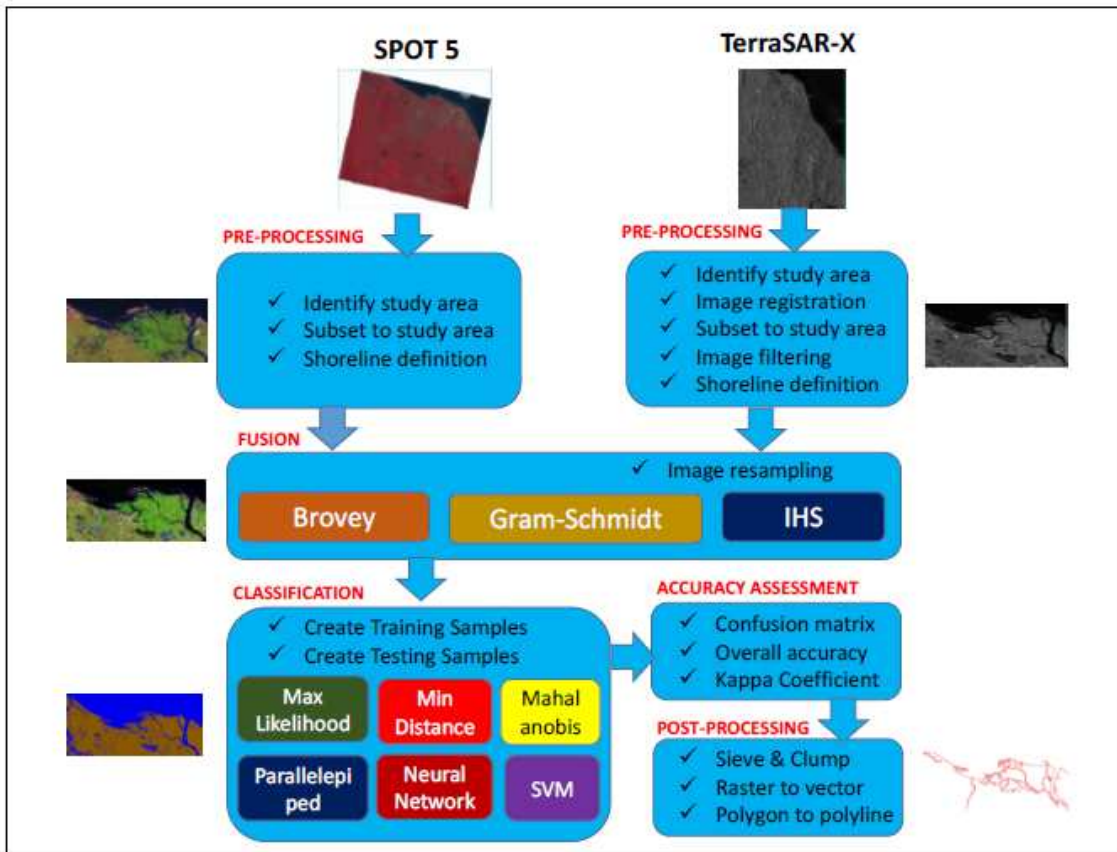 SPOT 5
TerraSAR-X
PRE-PROCESSING
✓ Identify study area
✓ Subset to study area
✓ Shoreline definition
PRE-PROCESSING
✓ Identify study area
✓ Image registration
✓ Subset to study area
✓ Image filtering
✓ Shoreline definition
FUSION
✓ Image resampling
Brovey
Gram-Schmidt
IHS
CLASSIFICATION
✓ Create Training Samples
✓ Create Testing Samples
Max
Likelihood
Min
Distance
Mahal
anobis
Parallelepi
ped
Neural
Network
SVM
ACCURACY ASSESSMENT
✓ Confusion matrix
✓ Overall accuracy
✓ Kappa Coefficient
POST-PROCESSING
✓ Sieve & Clump
✓ Raster to vector
✓ Polygon to polyline